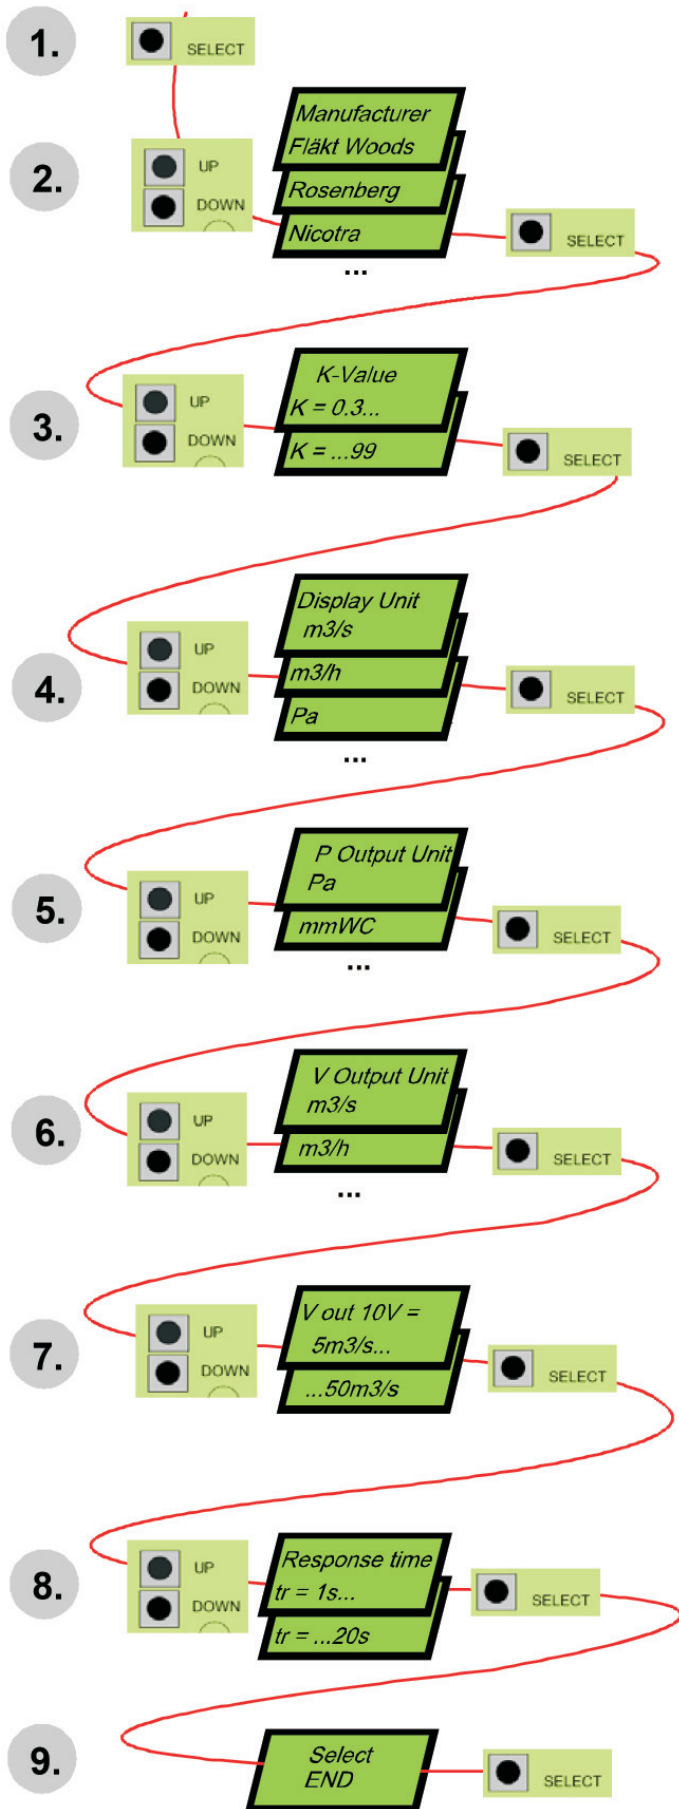 1.
SELECT
2.
UP
DOWN
Manufacturer
Fläkt Woods
Rosenberg
Nicotra
...
SELECT
3.
UP
DOWN
K-Value
K = 0.3...
K = ...99
SELECT
4.
UP
DOWN
Display Unit
m3/s
m3/h
Pa
...
SELECT
5.
UP
DOWN
P Output Unit
Pa
mmWC
...
SELECT
6.
UP
DOWN
V Output Unit
m3/s
m3/h
...
SELECT
7.
UP
DOWN
V out 10V =
5m3/s...
...50m3/s
SELECT
8.
UP
DOWN
Response time
tr = 1s...
tr = ...20s
SELECT
9.
Select
END
SELECT